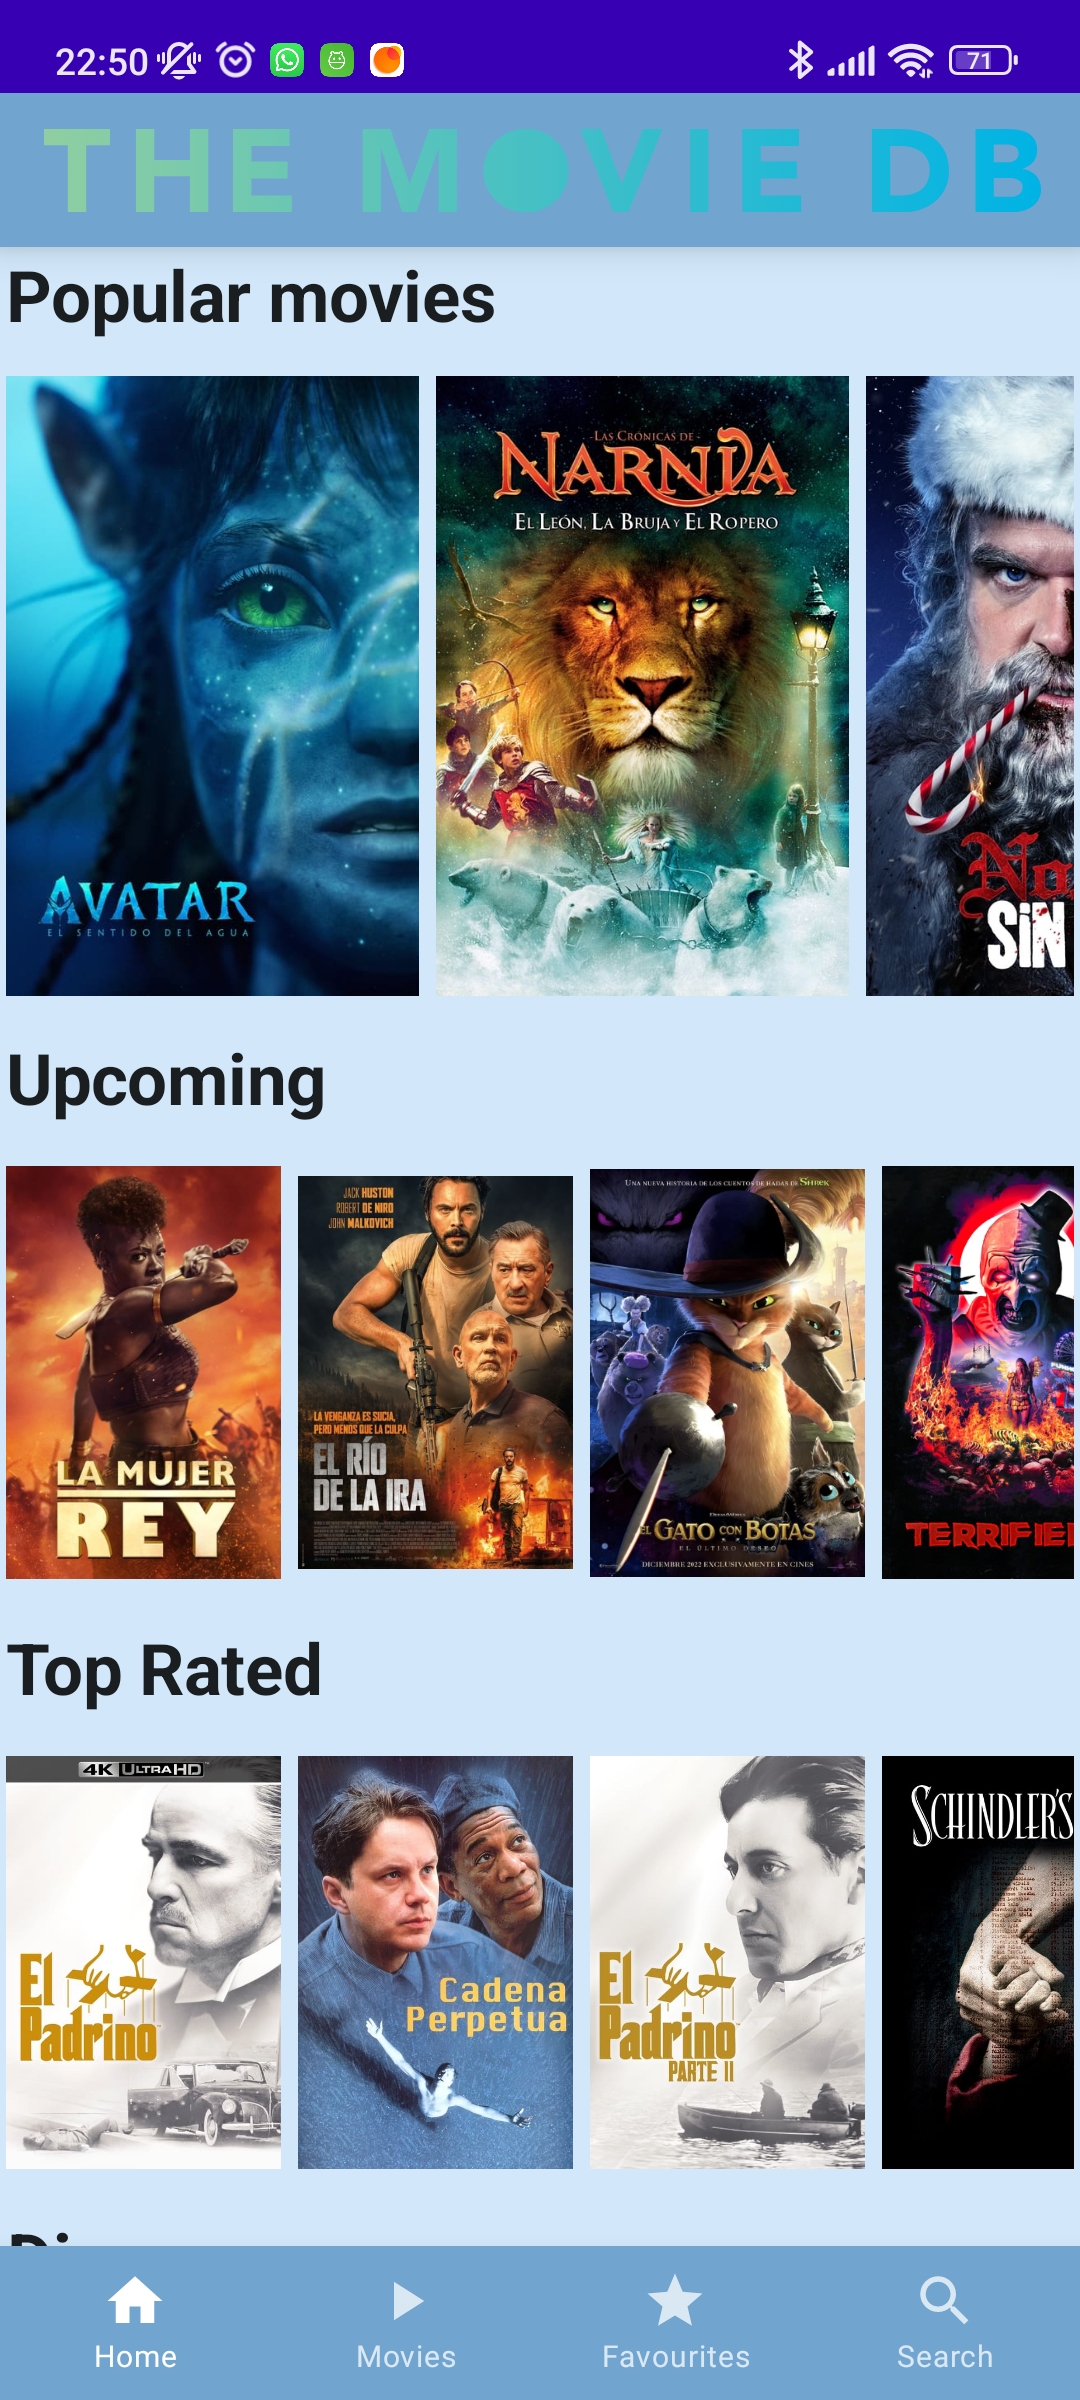 22:50
71
THE MOVIE DB
Popular movies
AVATAR
EL SENTIDO DEL AGUA
LAS CRÓNICAS DE
NARNIA
EL LEÓN, LA BRUJA Y EL ROPERO
No
SIN
Upcoming
LA MUJER
REY
JACK HUSTON
ROBERT DE NIRO
JOHN MALKOVICH
LA VENGANZA ES SUCIA,
PERO MENOS QUE LA CULPA
EL RÍO
DE LA IRA
UNA NUEVA HISTORIA DE LOS CUENTOS DE HADAS DE SHREK
EL GATO CON BOTAS
EL ÚLTIMO DESEO
DICIEMBRE 2022 EXCLUSIVAMENTE EN CINES
TERRIFIER
Top Rated
4K ULTRA HD
El
Padrino
Cadena
Perpetua
El
Padrino
PARTE II
SCHINDLER'S
Home
Movies
Favourites
Search